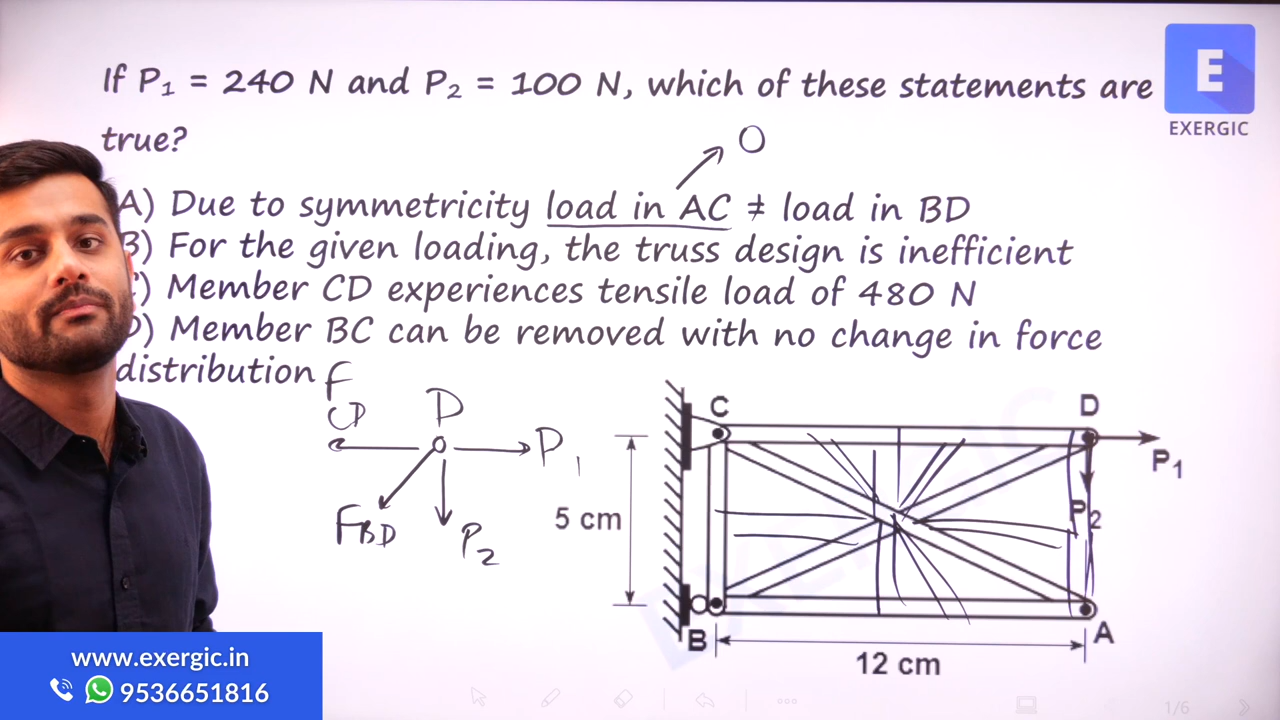 If P₁ = 240 N and P₂ = 100 N, which of these statements are
true?
E
EXERGIC
O
A) Due to symmetricity load in AC ≠ load in BD
B) For the given loading, the truss design is inefficient
C) Member CD experiences tensile load of 480 N
D) Member BC can be removed with no change in force
distribution
F
CD
D
P₁
F BD
P₂
C
D
P₁
P₂
5 cm
B
A
12 cm
www.exergic.in
9536651816
1/6